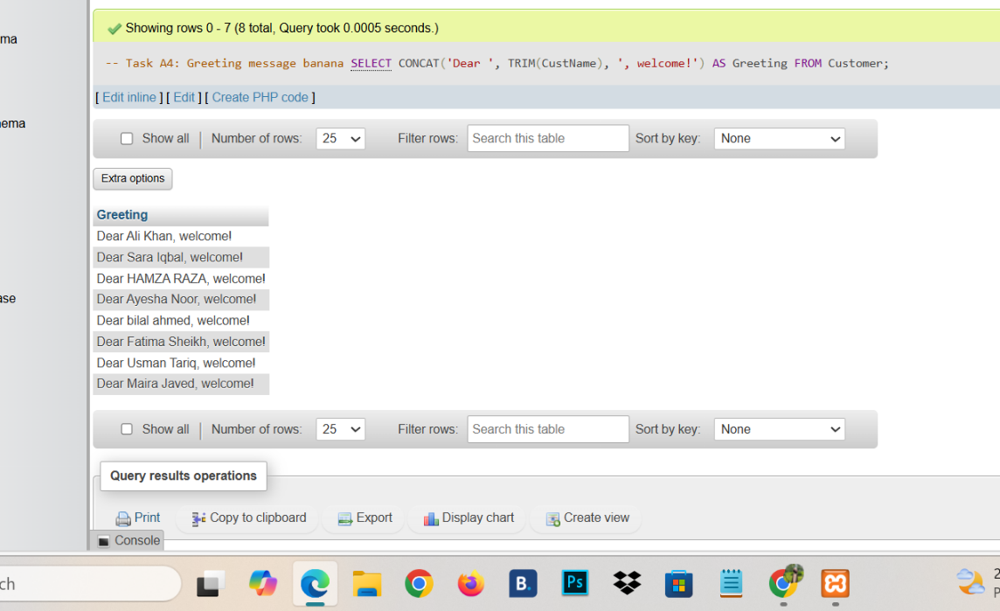 ma
Showing rows 0 - 7 (8 total, Query took 0.0005 seconds.)
-- Task A4: Greeting message banana SELECT CONCAT('Dear ', TRIM(CustName), ', welcome!') AS Greeting FROM Customer;
[ Edit inline ] [ Edit ] [ Create PHP code ]
ema
Show all | Number of rows: 25 Filter rows: Search this table Sort by key: None
Extra options
Greeting
Dear Ali Khan, welcome!
Dear Sara Iqbal, welcome!
Dear HAMZA RAZA, welcome!
ase
Dear Ayesha Noor, welcome!
Dear bilal ahmed, welcome!
Dear Fatima Sheikh, welcome!
Dear Usman Tariq, welcome!
Dear Maira Javed, welcome!
Show all | Number of rows: 25 Filter rows: Search this table Sort by key: None
Query results operations
Print Copy to clipboard Export Display chart Create view
Console
ch B. Ps 2